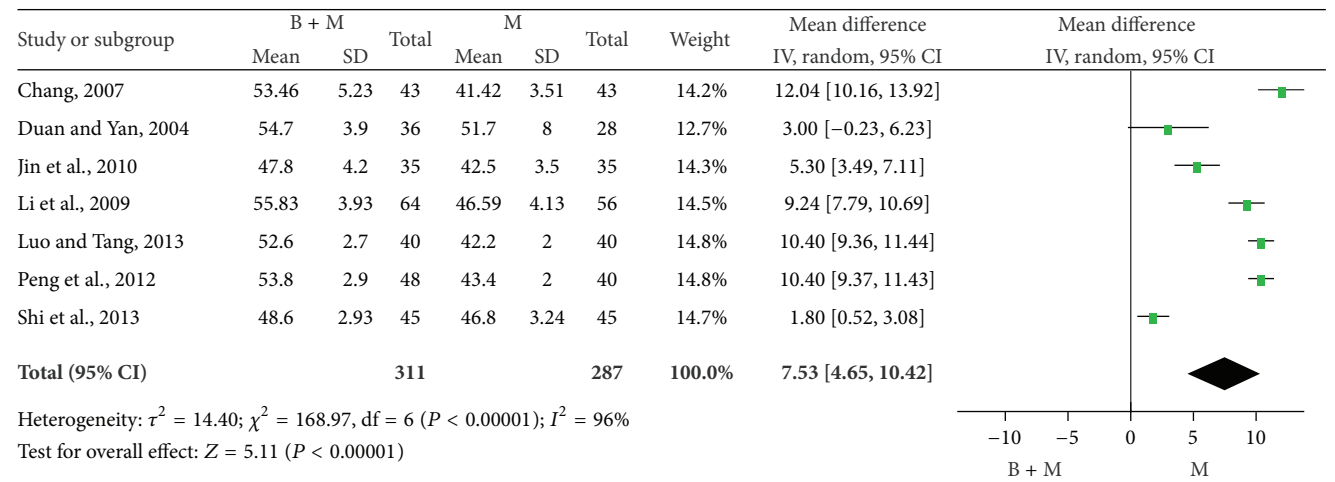 Study or subgroup B + M Total M Total Weight Mean difference Mean difference
Mean SD Mean SD IV, random, 95% CI IV, random, 95% CI
Chang, 2007 53.46 5.23 43 41.42 3.51 43 14.2% 12.04 [10.16, 13.92]
Duan and Yan, 2004 54.7 3.9 36 51.7 8 28 12.7% 3.00 [−0.23, 6.23]
Jin et al., 2010 47.8 4.2 35 42.5 3.5 35 14.3% 5.30 [3.49, 7.11]
Li et al., 2009 55.83 3.93 64 46.59 4.13 56 14.5% 9.24 [7.79, 10.69]
Luo and Tang, 2013 52.6 2.7 40 42.2 2 40 14.8% 10.40 [9.36, 11.44]
Peng et al., 2012 53.8 2.9 48 43.4 2 40 14.8% 10.40 [9.37, 11.43]
Shi et al., 2013 48.6 2.93 45 46.8 3.24 45 14.7% 1.80 [0.52, 3.08]
Total (95% CI) 311 287 100.0% 7.53 [4.65, 10.42]
Heterogeneity: τ² = 14.40; χ² = 168.97, df = 6 (P < 0.00001); I² = 96%
Test for overall effect: Z = 5.11 (P < 0.00001)
−10 −5 0 5 10
B + M M